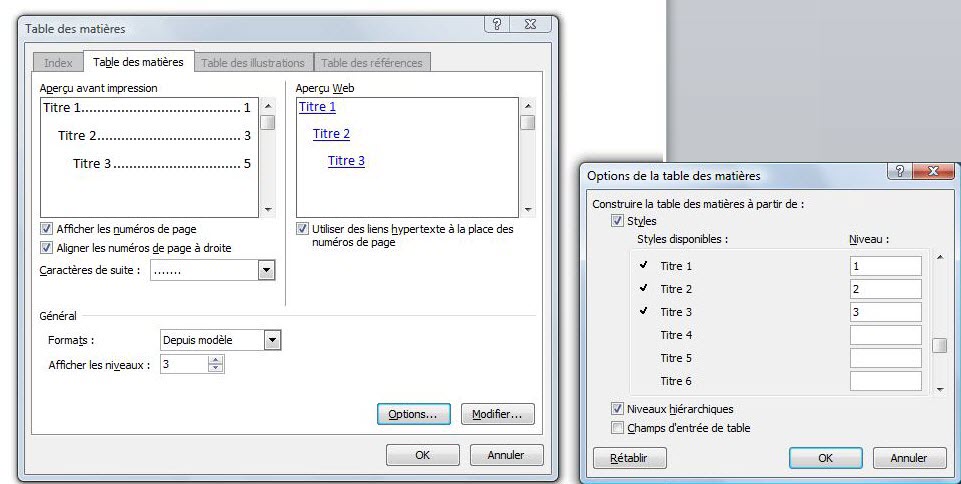 Table des matières
Index
Table des matières
Table des illustrations
Table des références
Aperçu avant impression
Titre 1.......................................... 1
Titre 2..................................... 3
Titre 3................................. 5
Aperçu Web
Titre 1
Titre 2
Titre 3
Afficher les numéros de page
Aligner les numéros de page à droite
Caractères de suite : .......
Utiliser des liens hypertexte à la place des
numéros de page
Général
Formats : Depuis modèle
Afficher les niveaux : 3
Options...
Modifier...
OK
Annuler
Options de la table des matières
Construire la table des matières à partir de :
Styles
Styles disponibles : Niveau :
Titre 1 1
Titre 2 2
Titre 3 3
Titre 4
Titre 5
Titre 6
Niveaux hiérarchiques
Champs d'entrée de table
Rétablir
OK
Annuler